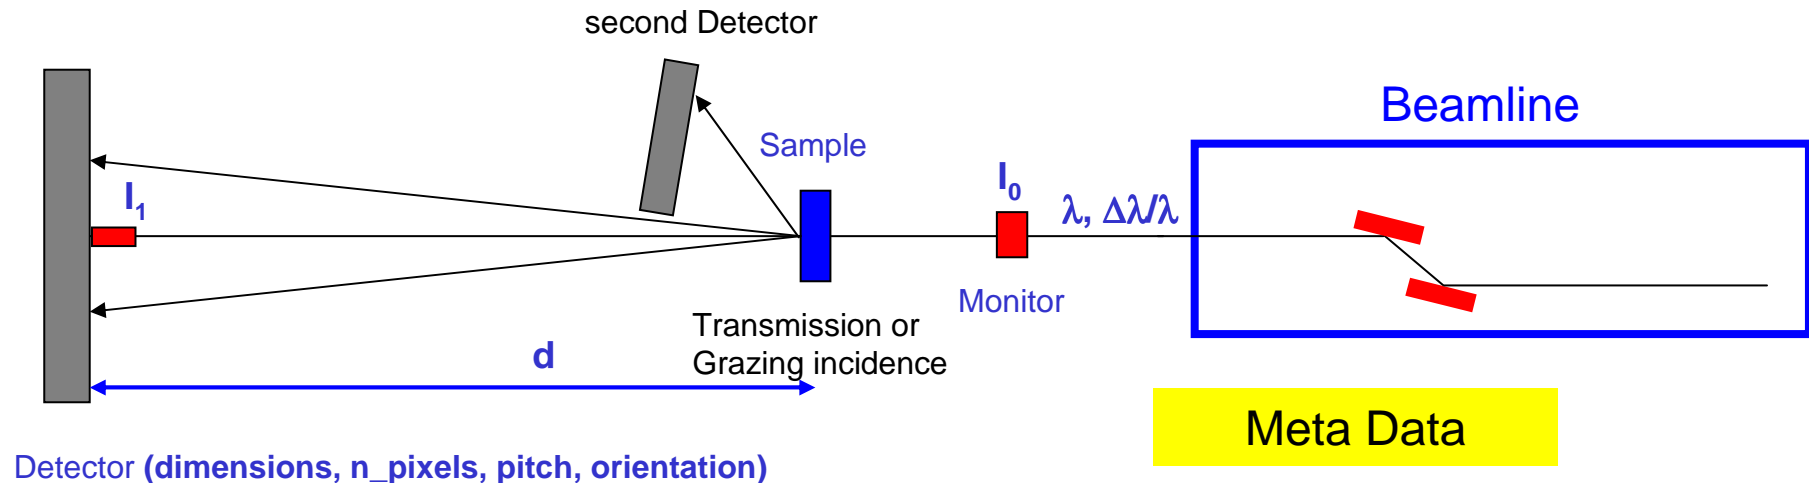 second Detector
Beamline
Sample
I₁
I₀
λ, Δλ/λ
Monitor
Transmission or
Grazing incidence
d
Meta Data
Detector (dimensions, n_pixels, pitch, orientation)